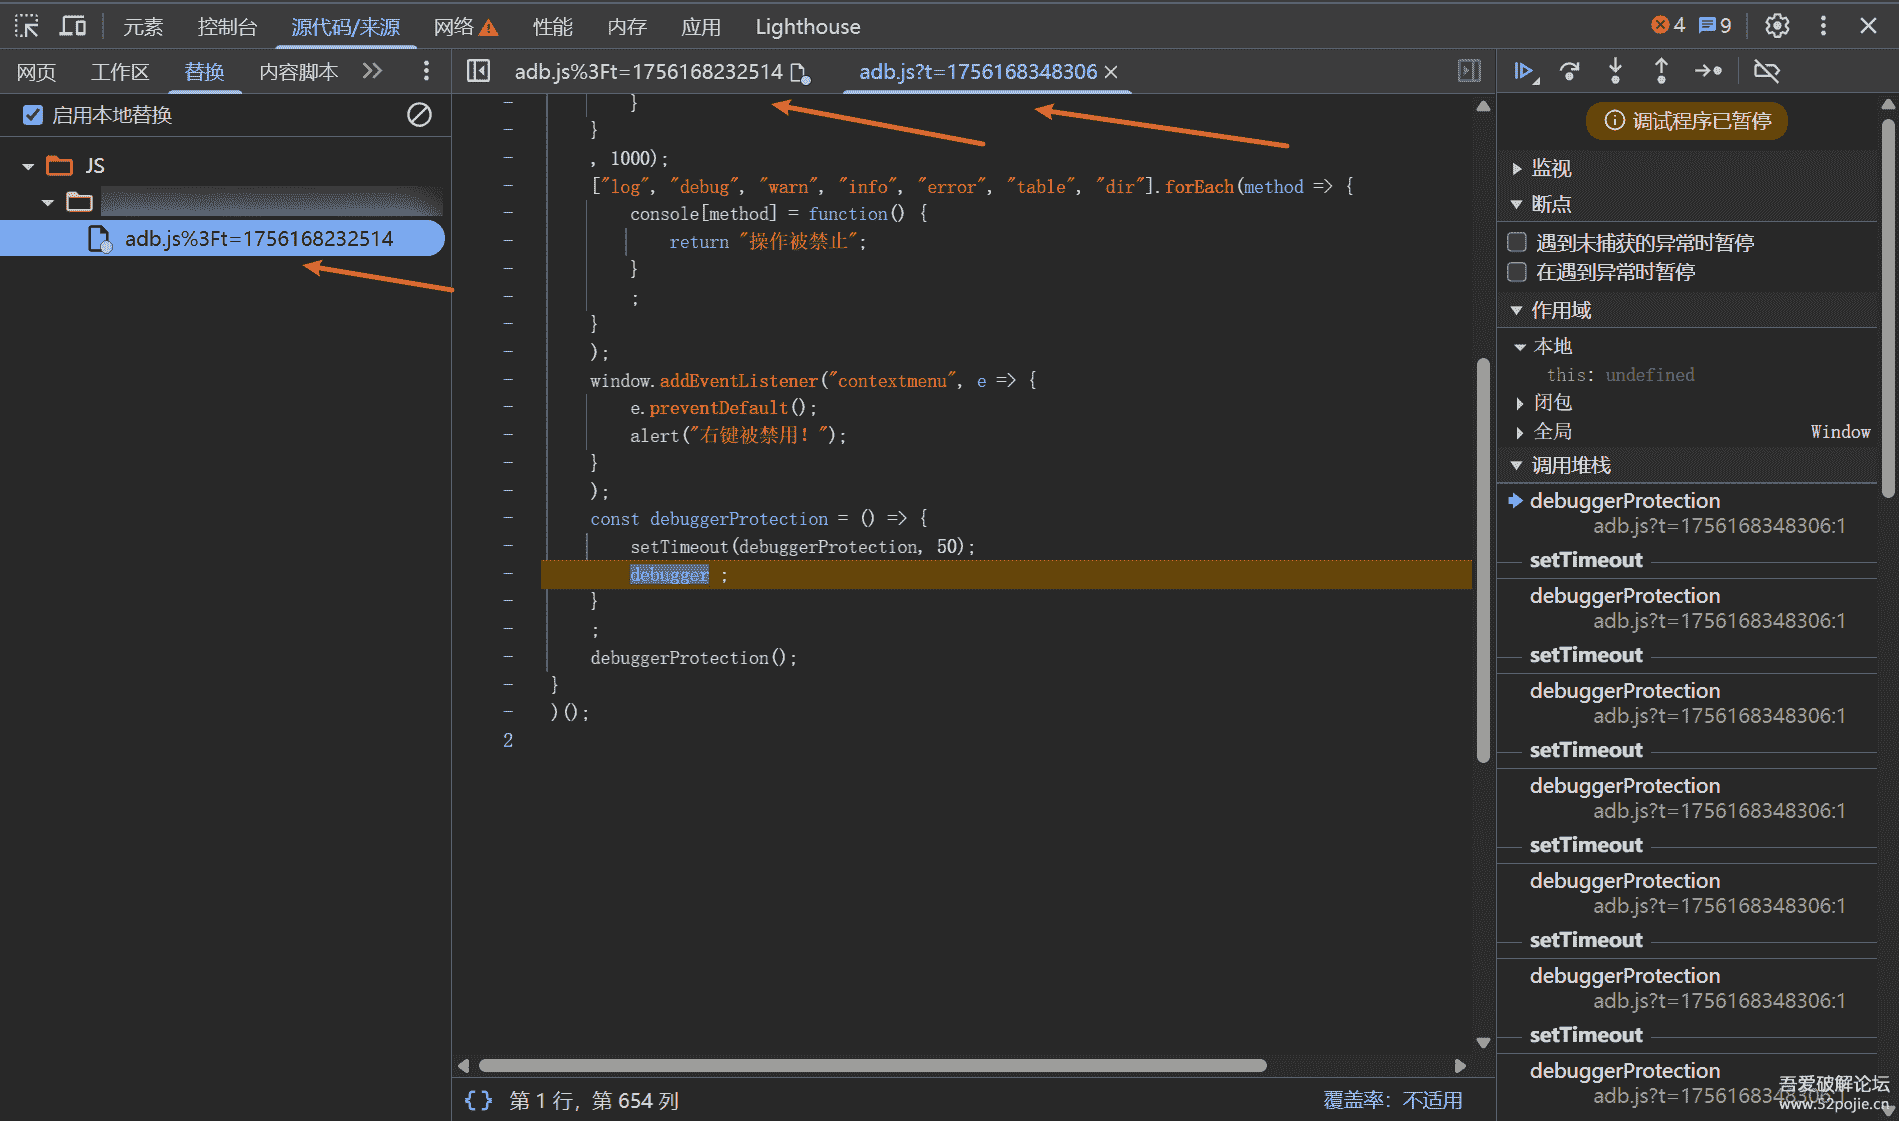 元素 控制台 源代码/来源 网络 性能 内存 应用 Lighthouse 4 9
网页 工作区 替换 内容脚本
adb.js%3Ft=1756168232514 adb.js?t=1756168348306
启用本地替换
JS
adb.js%3Ft=1756168232514
}
}
, 1000);
["log", "debug", "warn", "info", "error", "table", "dir"].forEach(method => {
console[method] = function() {
return "操作被禁止";
}
;
}
);
window.addEventListener("contextmenu", e => {
e.preventDefault();
alert("右键被禁用! ");
}
);
const debuggerProtection = () => {
setTimeout(debuggerProtection, 50);
debugger ;
}
;
debuggerProtection();
}
)();
2
{} 第 1 行，第 654 列
覆盖率：不适用
调试程序已暂停
监视
断点
遇到未捕获的异常时暂停
在遇到异常时暂停
作用域
本地
this: undefined
闭包
全局 Window
调用堆栈
debuggerProtection
adb.js?t=1756168348306:1
setTimeout
debuggerProtection
adb.js?t=1756168348306:1
setTimeout
debuggerProtection
adb.js?t=1756168348306:1
setTimeout
debuggerProtection
adb.js?t=1756168348306:1
setTimeout
debuggerProtection
adb.js?t=1756168348306:1
setTimeout
debuggerProtection
adb.js?t=1756168348306:1
setTimeout
debuggerProtection
adb.js?t=1756168348306:1
吾爱破解论坛
www.52pojie.cn